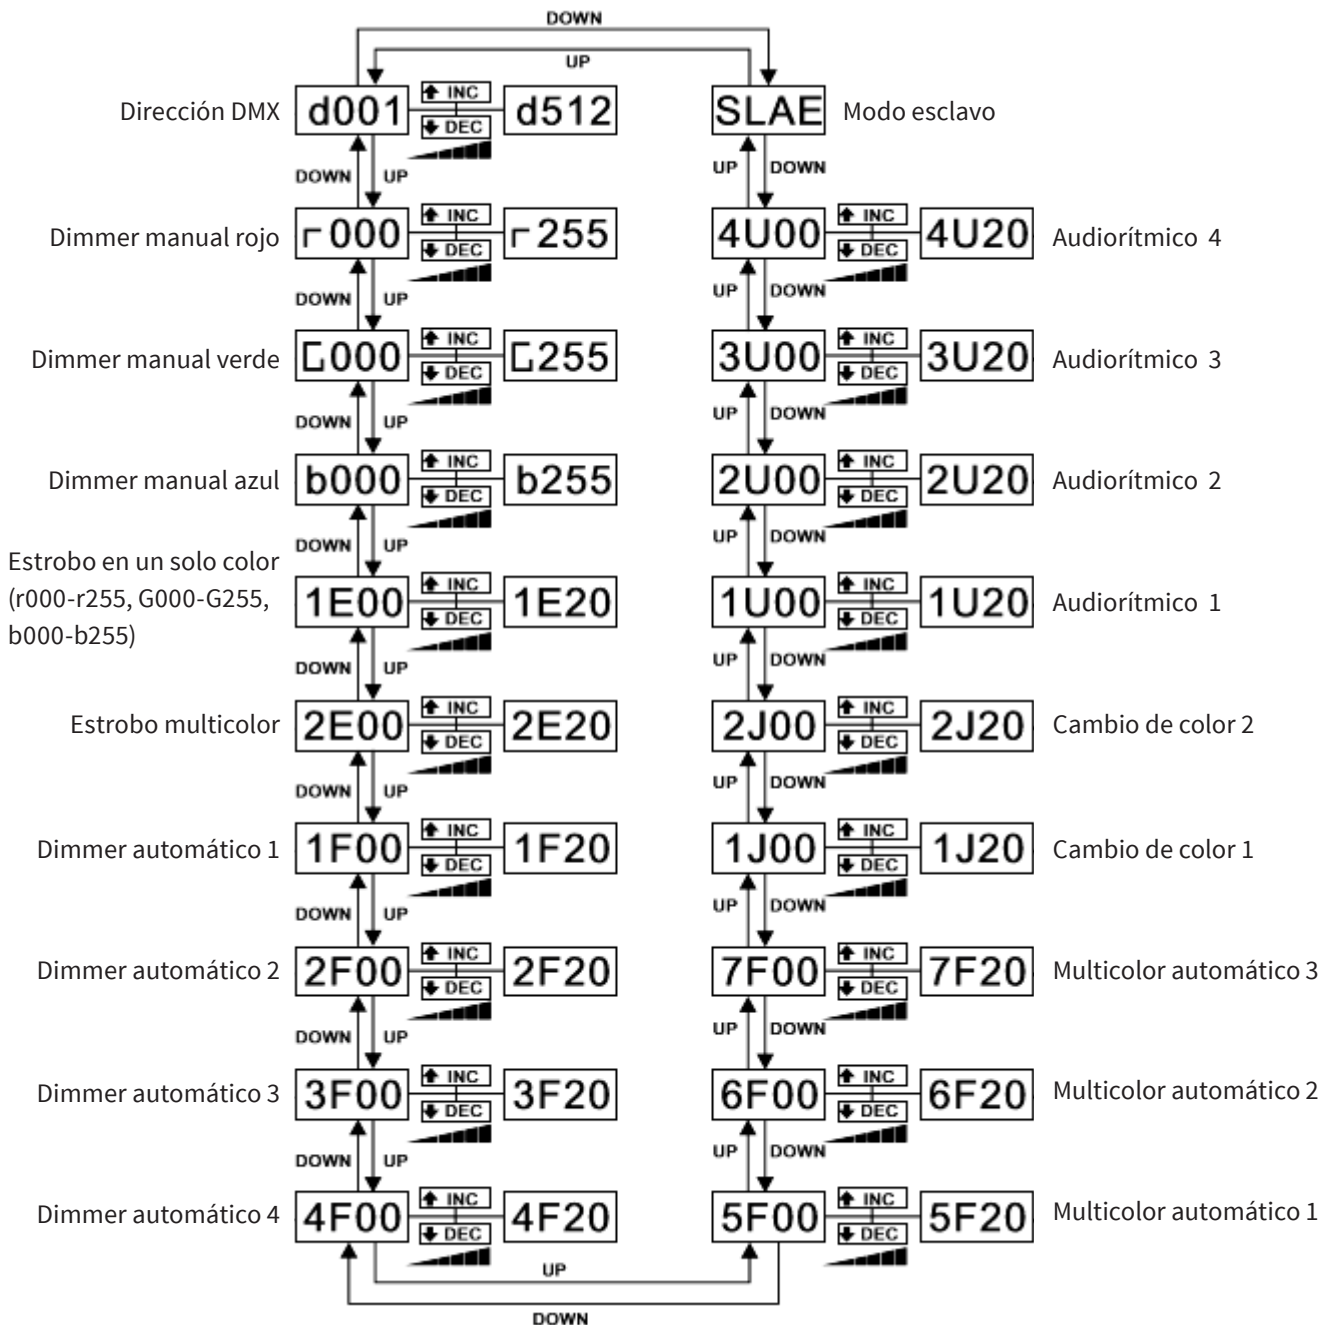 DOWN
UP
Dirección DMX d001 INC DEC d512 SLAE Modo esclavo
DOWN UP UP DOWN
Dimmer manual rojo r000 INC DEC r255 4U00 INC DEC 4U20 Audiorítmico 4
DOWN UP UP DOWN
Dimmer manual verde G000 INC DEC G255 3U00 INC DEC 3U20 Audiorítmico 3
DOWN UP UP DOWN
Dimmer manual azul b000 INC DEC b255 2U00 INC DEC 2U20 Audiorítmico 2
DOWN UP UP DOWN
Estrobo en un solo color
(r000-r255, G000-G255,
b000-b255)
1E00 INC DEC 1E20 1U00 INC DEC 1U20 Audiorítmico 1
DOWN UP UP DOWN
Estrobo multicolor 2E00 INC DEC 2E20 2J00 INC DEC 2J20 Cambio de color 2
DOWN UP UP DOWN
Dimmer automático 1 1F00 INC DEC 1F20 1J00 INC DEC 1J20 Cambio de color 1
DOWN UP UP DOWN
Dimmer automático 2 2F00 INC DEC 2F20 7F00 INC DEC 7F20 Multicolor automático 3
DOWN UP UP DOWN
Dimmer automático 3 3F00 INC DEC 3F20 6F00 INC DEC 6F20 Multicolor automático 2
DOWN UP UP DOWN
Dimmer automático 4 4F00 INC DEC 4F20 5F00 INC DEC 5F20 Multicolor automático 1
UP
DOWN